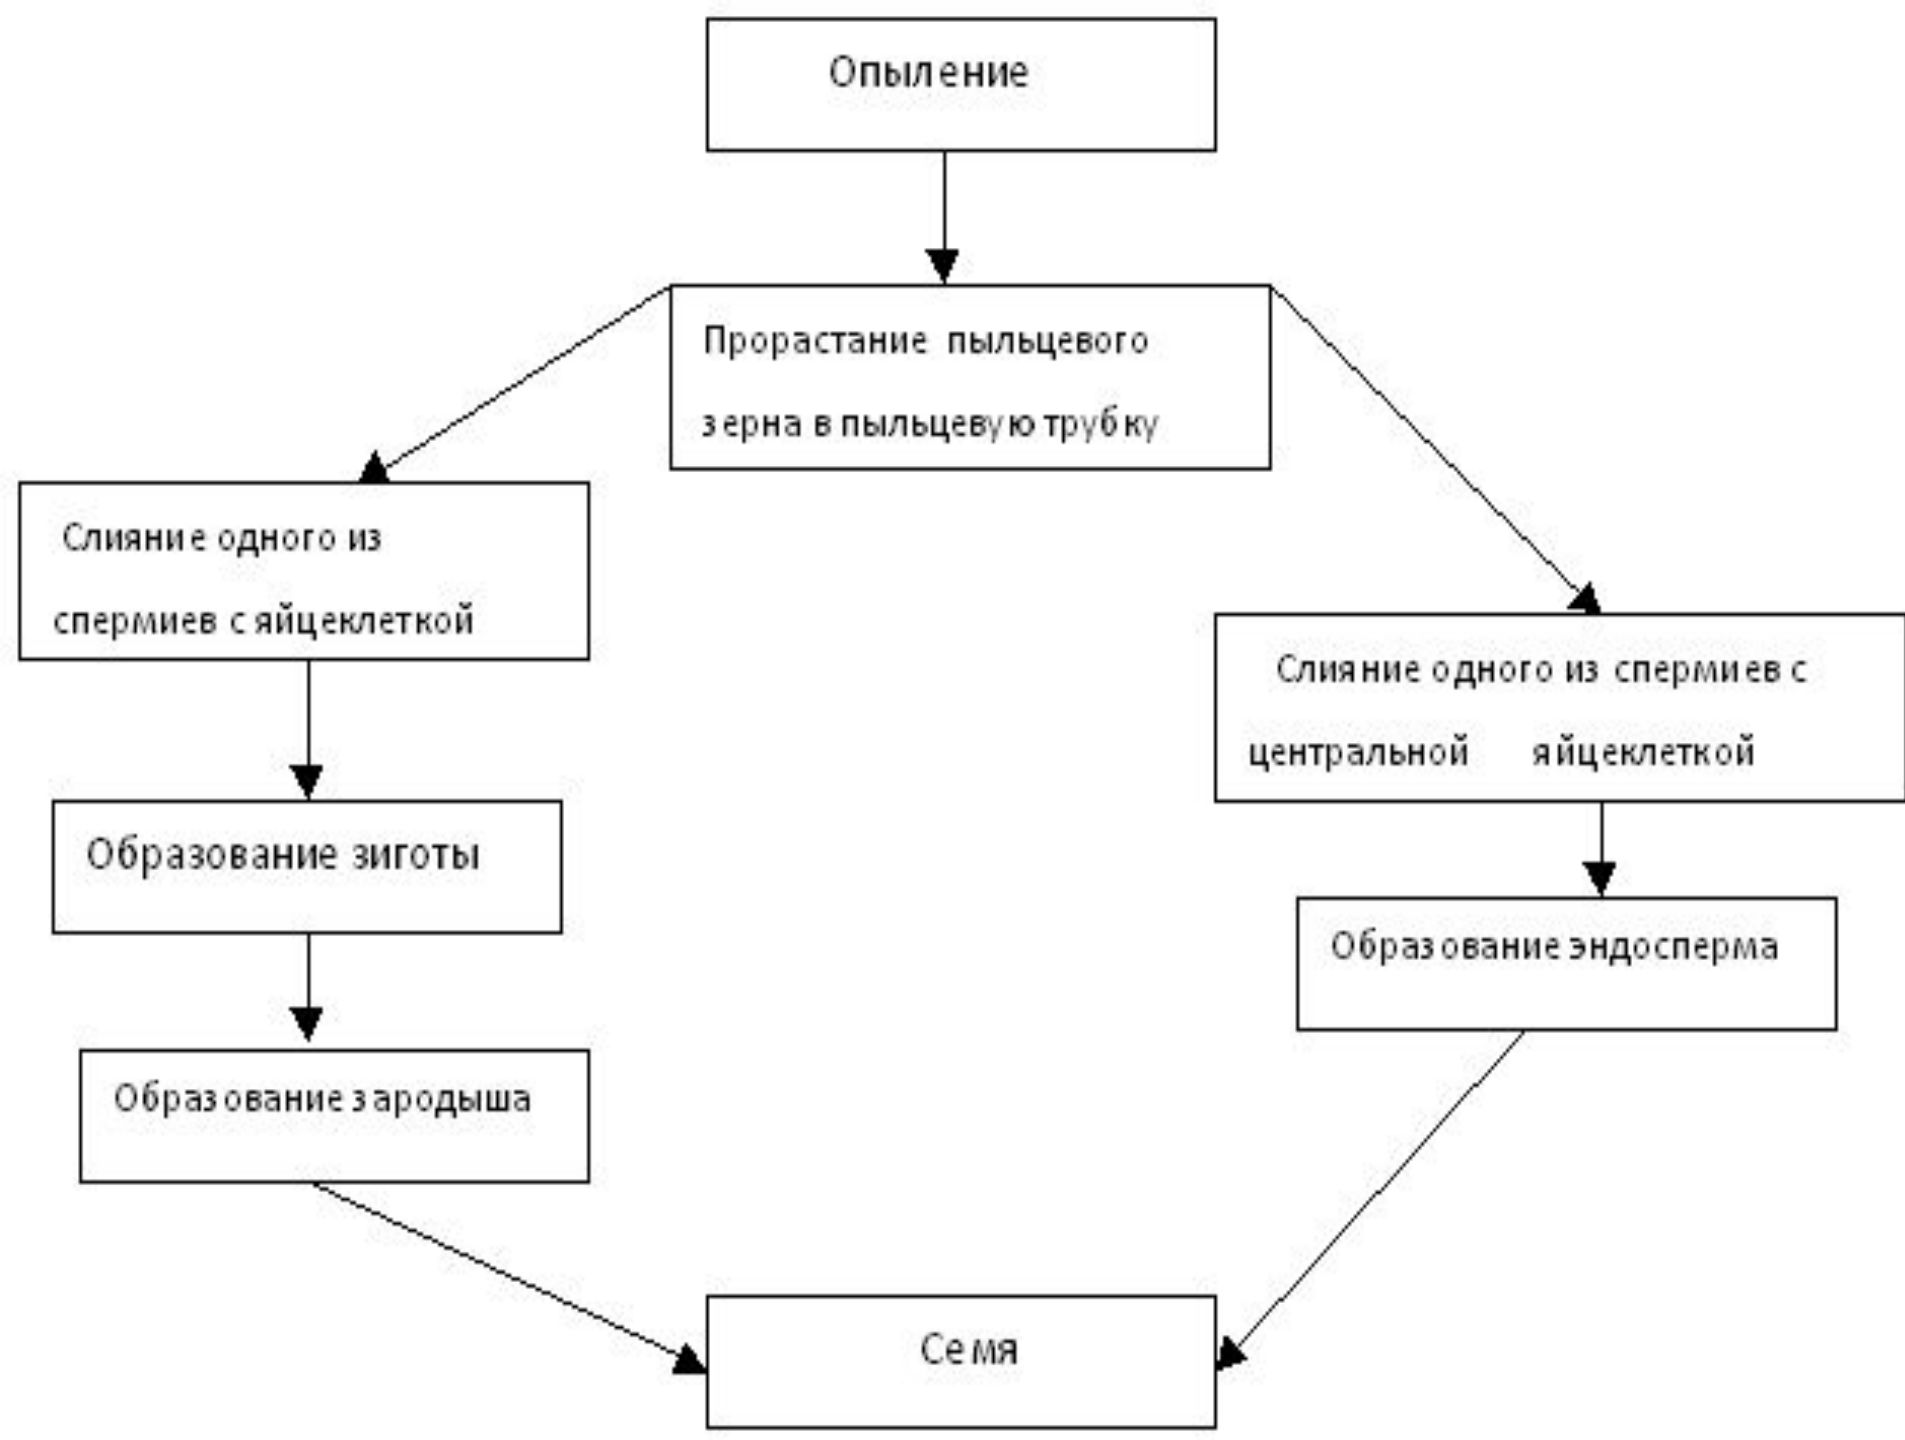 Опыление
Прорастание пыльцевого
зерна в пыльцевую трубку
Слияние одного из
спермиев с яйцеклеткой
Слияние одного из спермиев с
центральной яйцеклеткой
Образование зиготы
Образование эндосперма
Образование зародыша
Семя